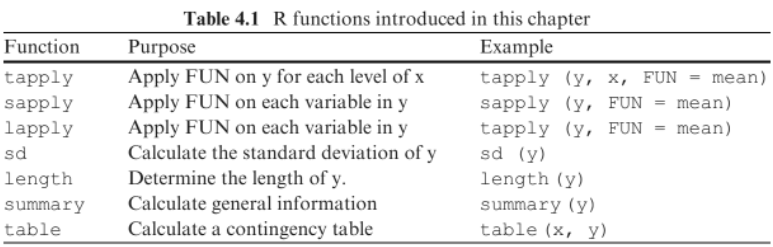 Table 4.1 R functions introduced in this chapter
Function Purpose Example
tapply Apply FUN on y for each level of x tapply (y, x, FUN = mean)
sapply Apply FUN on each variable in y sapply (y, FUN = mean)
lapply Apply FUN on each variable in y tapply (y, FUN = mean)
sd Calculate the standard deviation of y sd (y)
length Determine the length of y. length (y)
summary Calculate general information summary (y)
table Calculate a contingency table table (x, y)